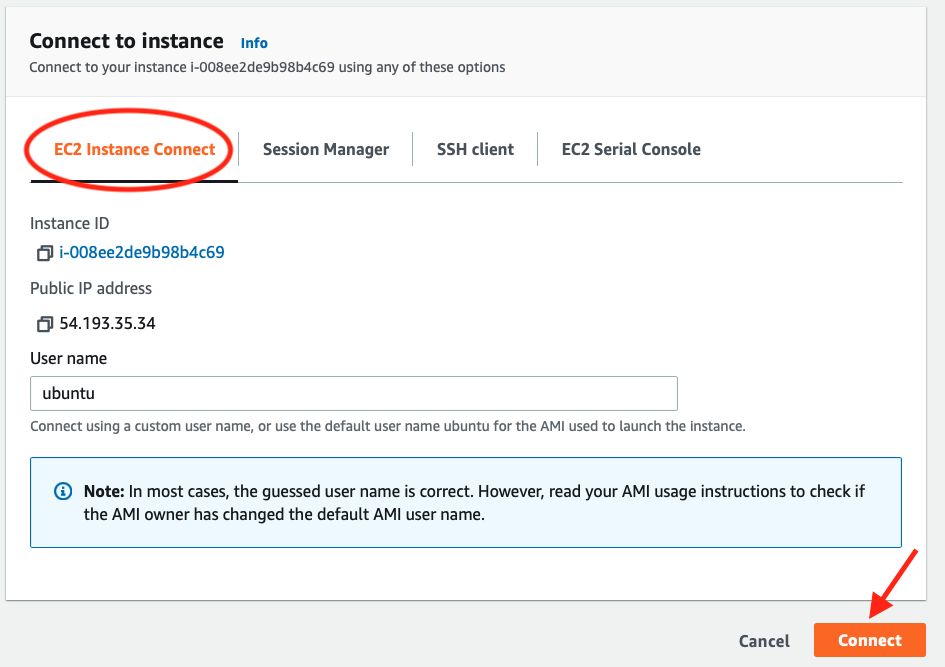 Connect to instance Info
Connect to your instance i-008ee2de9b98b4c69 using any of these options
EC2 Instance Connect Session Manager SSH client EC2 Serial Console
Instance ID
i-008ee2de9b98b4c69
Public IP address
54.193.35.34
User name
ubuntu
Connect using a custom user name, or use the default user name ubuntu for the AMI used to launch the instance.
Note: In most cases, the guessed user name is correct. However, read your AMI usage instructions to check if
the AMI owner has changed the default AMI user name.
Cancel Connect